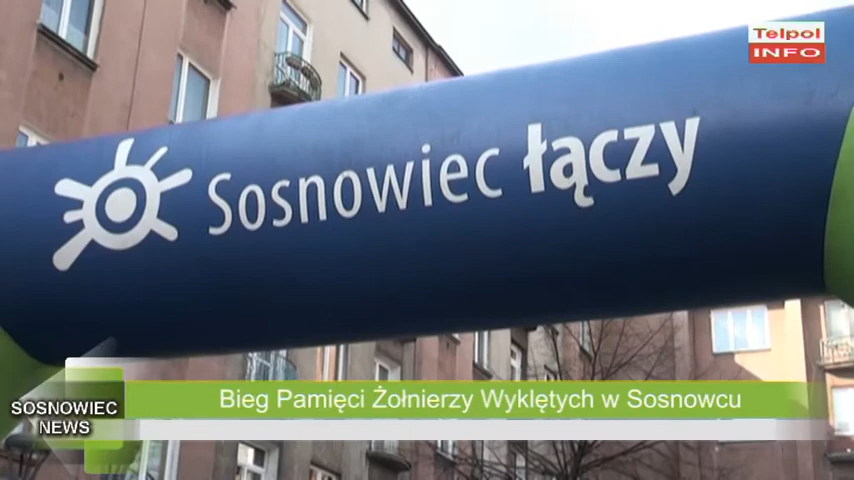 Telpol
INFO
Sosnowiec łączy
Bieg Pamięci Żołnierzy Wyklętych w Sosnowcu
SOSNOWIEC
NEWS